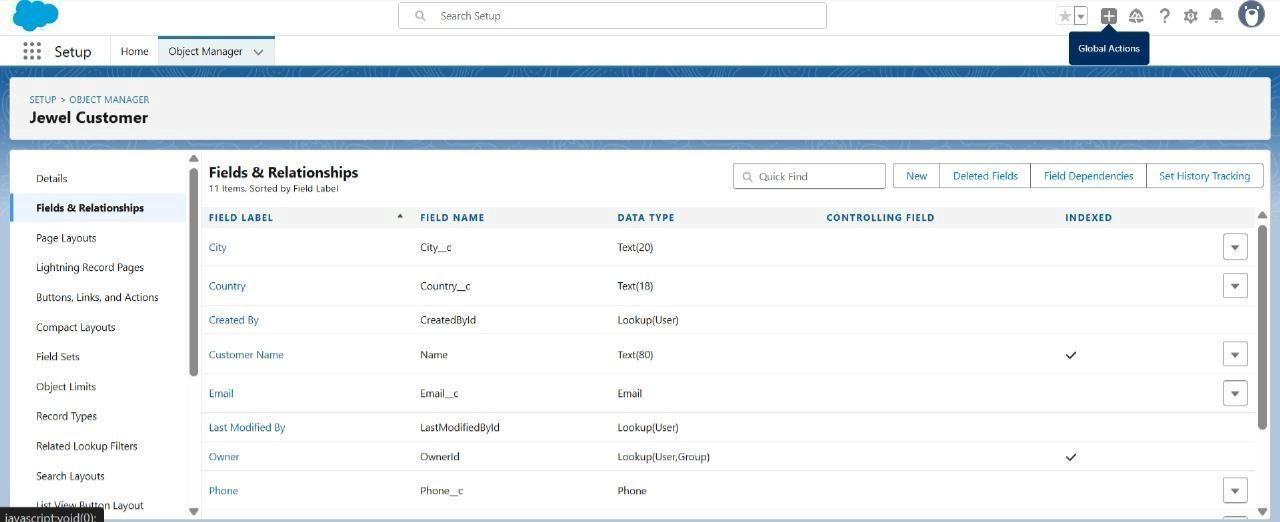 Search Setup
Setup
Home
Object Manager
Global Actions
SETUP > OBJECT MANAGER
Jewel Customer
Details
Fields & Relationships
Page Layouts
Lightning Record Pages
Buttons, Links, and Actions
Compact Layouts
Field Sets
Object Limits
Record Types
Related Lookup Filters
Search Layouts
List View Button Layout
javascript:void(0);
Fields & Relationships
11 Items, Sorted by Field Label
Quick Find
New
Deleted Fields
Field Dependencies
Set History Tracking
FIELD LABEL FIELD NAME DATA TYPE CONTROLLING FIELD INDEXED
City City__c Text(20)
Country Country__c Text(18)
Created By CreatedById Lookup(User)
Customer Name Name Text(80)
Email Email__c Email
Last Modified By LastModifiedById Lookup(User)
Owner OwnerId Lookup(User,Group)
Phone Phone__c Phone